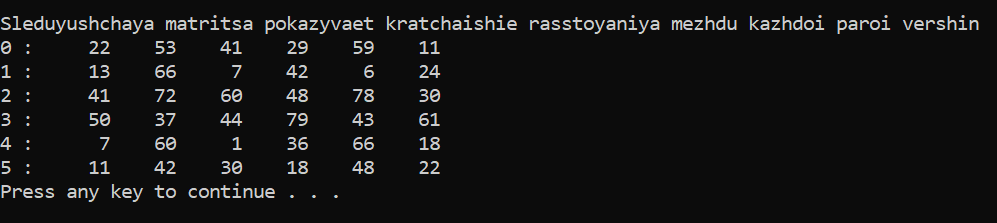 Sleduyushchaya matritsa pokazyvaet kratchaishie rasstoyaniya mezhdu kazhdoi paroi vershin
0 :     22    53    41    29    59    11
1 :     13    66     7    42     6    24
2 :     41    72    60    48    78    30
3 :     50    37    44    79    43    61
4 :      7    60     1    36    66    18
5 :     11    42    30    18    48    22
Press any key to continue . . .